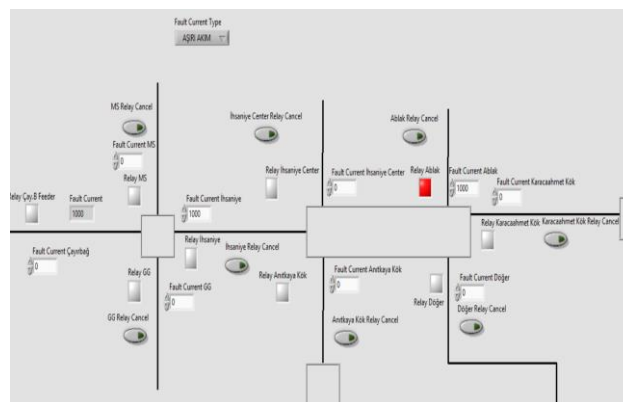 Fault Current Type
AŞIRI AKIM
MS Relay Cancel
İhsaniye Center Relay Cancel
Ablak Relay Cancel
Fault Current MS
0
Relay MS
Relay İhsaniye Center
Fault Current İhsaniye Center
0
Relay Ablak
Fault Current Ablak
1000
Fault Current Karacaahmet Kök
0
Relay Çay.B Feeder
Fault Current
1000
Fault Current İhsaniye
1000
Relay Karacaahmet Kök
Karacaahmet Kök Relay Cancel
Relay İhsaniye
İhsaniye Relay Cancel
Fault Current Çayırbağ
0
Relay GG
Fault Current GG
0
Relay Anıtkaya Kök
Fault Current Anıtkaya Kök
0
Relay Döğer
Fault Current Döğer
0
GG Relay Cancel
Anıtkaya Kök Relay Cancel
Döğer Relay Cancel